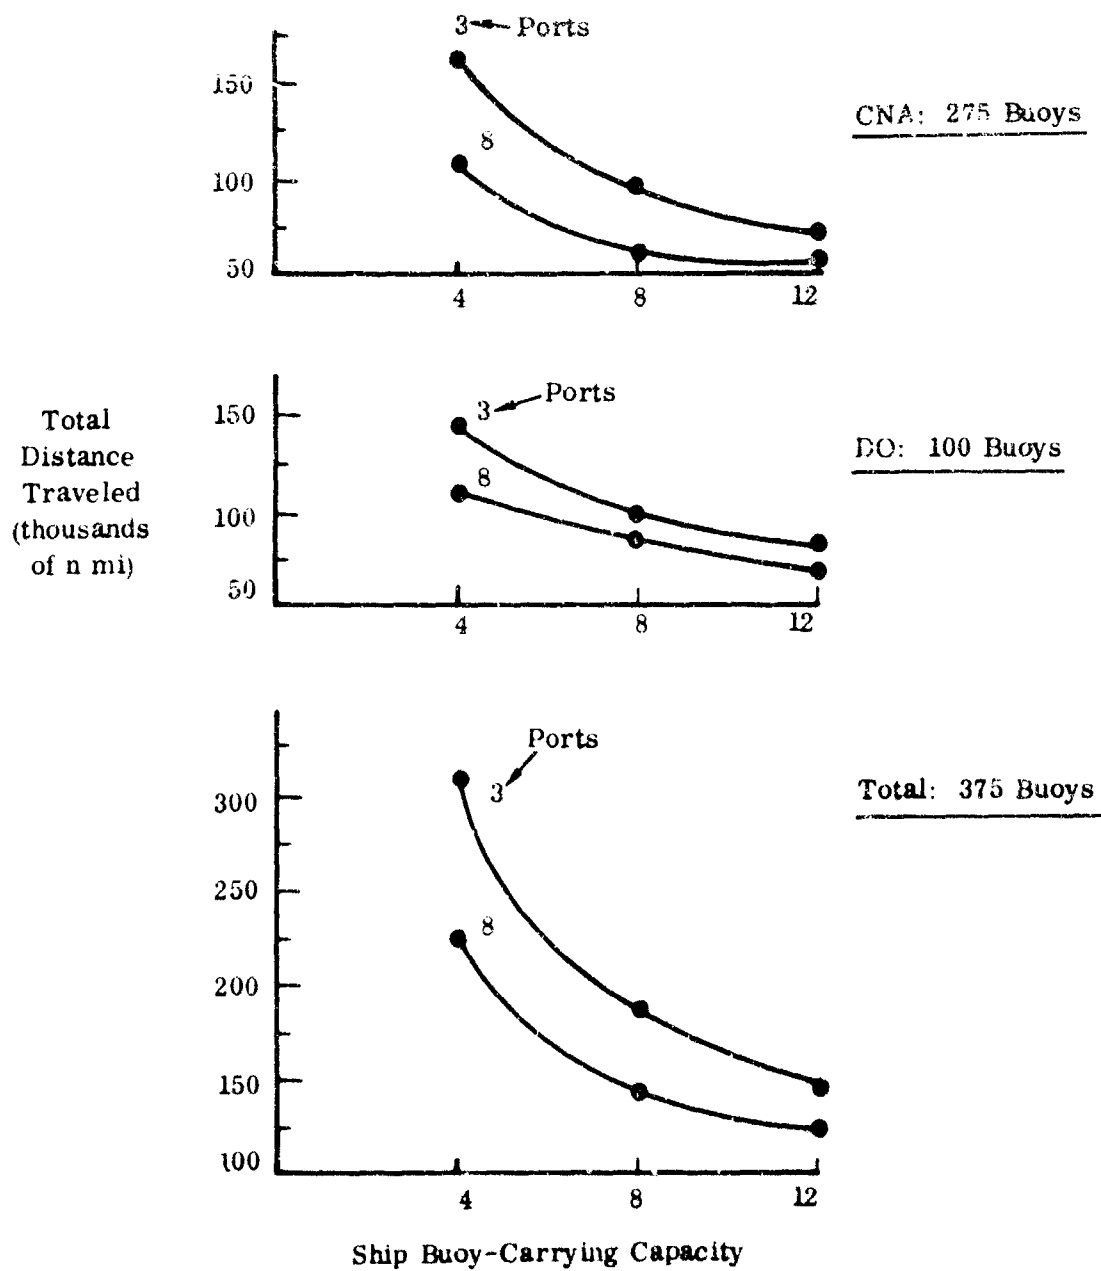 3 Ports
150
CNA: 275 Buoys
8
100
50
4 8 12
3 Ports
150
Total
Distance
Traveled
(thousands
of n mi)
DO: 100 Buoys
8
100
50
4 8 12
Ports
3
300
Total: 375 Buoys
250
8
200
150
100
4 8 12
Ship Buoy-Carrying Capacity